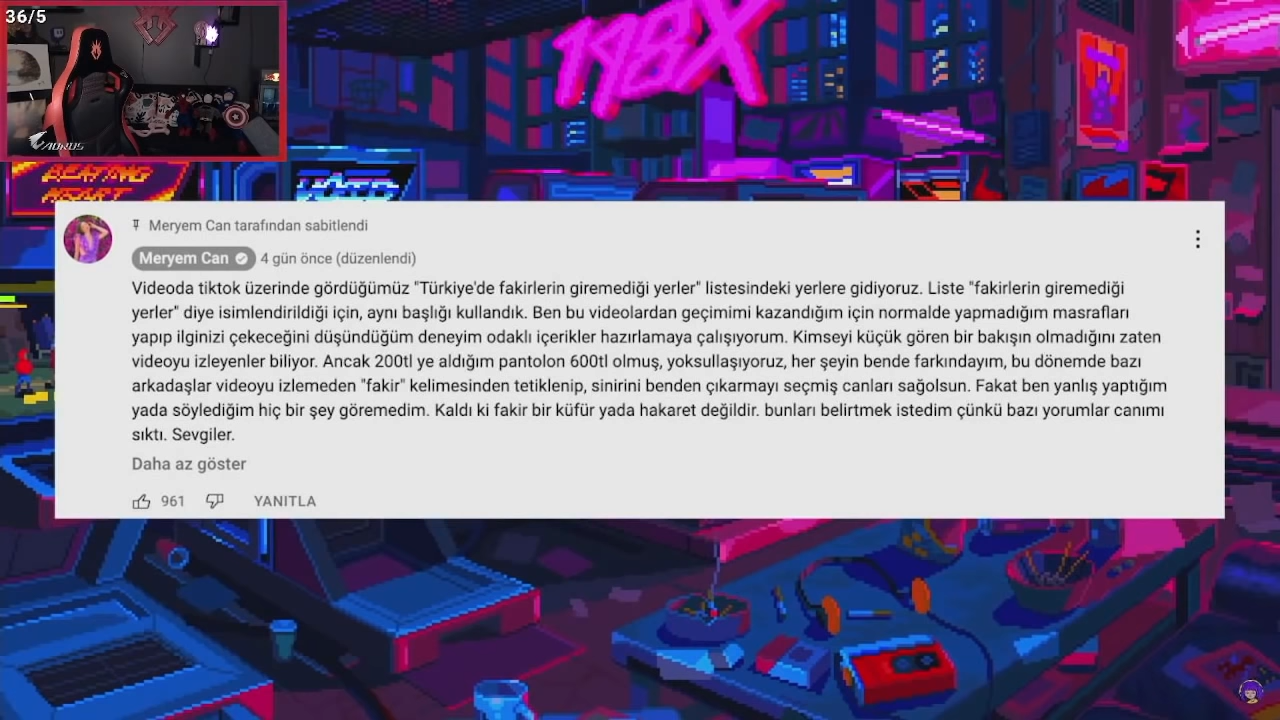 36/5
198X
AORUS
BEATING
HEART
Meryem Can tarafından sabitlendi
Meryem Can 4 gün önce (düzenlendi)
Videoda tiktok üzerinde gördüğümüz "Türkiye'de fakirlerin giremediği yerler" listesindeki yerlere gidiyoruz. Liste "fakirlerin giremediği
yerler" diye isimlendirildiği için, aynı başlığı kullandık. Ben bu videolardan geçimimi kazandığım için normalde yapmadığım masrafları
yapıp ilginizi çekeceğini düşündüğüm deneyim odaklı içerikler hazırlamaya çalışıyorum. Kimseyi küçük gören bir bakışın olmadığını zaten
videoyu izleyenler biliyor. Ancak 200tl ye aldığım pantolon 600tl olmuş, yoksullaşıyoruz, her şeyin bende farkındayım, bu dönemde bazı
arkadaşlar videoyu izlemeden "fakir" kelimesinden tetiklenip, sinirini benden çıkarmayı seçmiş canları sağolsun. Fakat ben yanlış yaptığım
yada söylediğim hiç bir şey göremedim. Kaldı ki fakir bir küfür yada hakaret değildir. bunları belirtmek istedim çünkü bazı yorumlar canımı
sıktı. Sevgiler.
Daha az göster
961 YANITLA